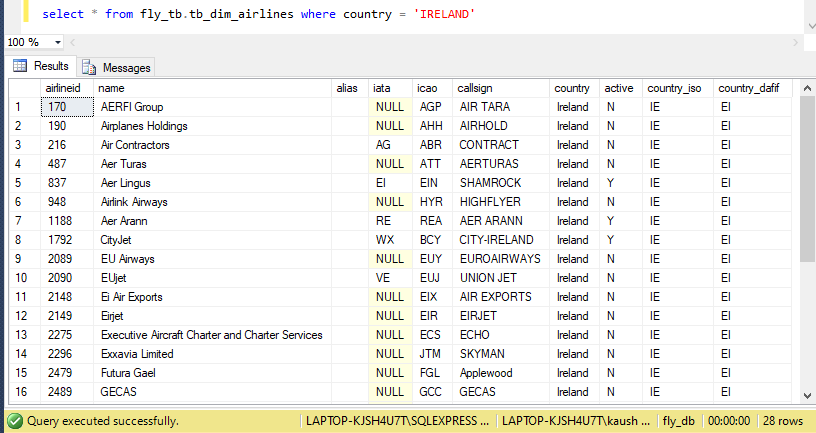 select * from fly_tb.tb_dim_airlines where country = 'IRELAND'
100 %
Results Messages
airlineid name alias iata icao callsign country active country_iso country_dafif
1 170 AERFI Group NULL AGP AIR TARA Ireland N IE EI
2 190 Airplanes Holdings NULL AHH AIRHOLD Ireland N IE EI
3 216 Air Contractors AG ABR CONTRACT Ireland N IE EI
4 487 Aer Turas NULL ATT AERTURAS Ireland N IE EI
5 837 Aer Lingus EI EIN SHAMROCK Ireland Y IE EI
6 948 Airlink Airways NULL HYR HIGHFLYER Ireland N IE EI
7 1188 Aer Arann RE REA AER ARANN Ireland Y IE EI
8 1792 CityJet WX BCY CITY-IRELAND Ireland Y IE EI
9 2089 EU Airways NULL EUY EUROAIRWAYS Ireland N IE EI
10 2090 EUjet VE EUJ UNION JET Ireland N IE EI
11 2148 Ei Air Exports NULL EIX AIR EXPORTS Ireland N IE EI
12 2149 Eirjet NULL EIR EIRJET Ireland N IE EI
13 2275 Executive Aircraft Charter and Charter Services NULL ECS ECHO Ireland N IE EI
14 2296 Exxavia Limited NULL JTM SKYMAN Ireland N IE EI
15 2479 Futura Gael NULL FGL Applewood Ireland N IE EI
16 2489 GECAS NULL GCC GECAS Ireland N IE EI
Query executed successfully. LAPTOP-KJSH4U7T\SQLEXPRESS ... LAPTOP-KJSH4U7T\kaush ... fly_db 00:00:00 28 rows